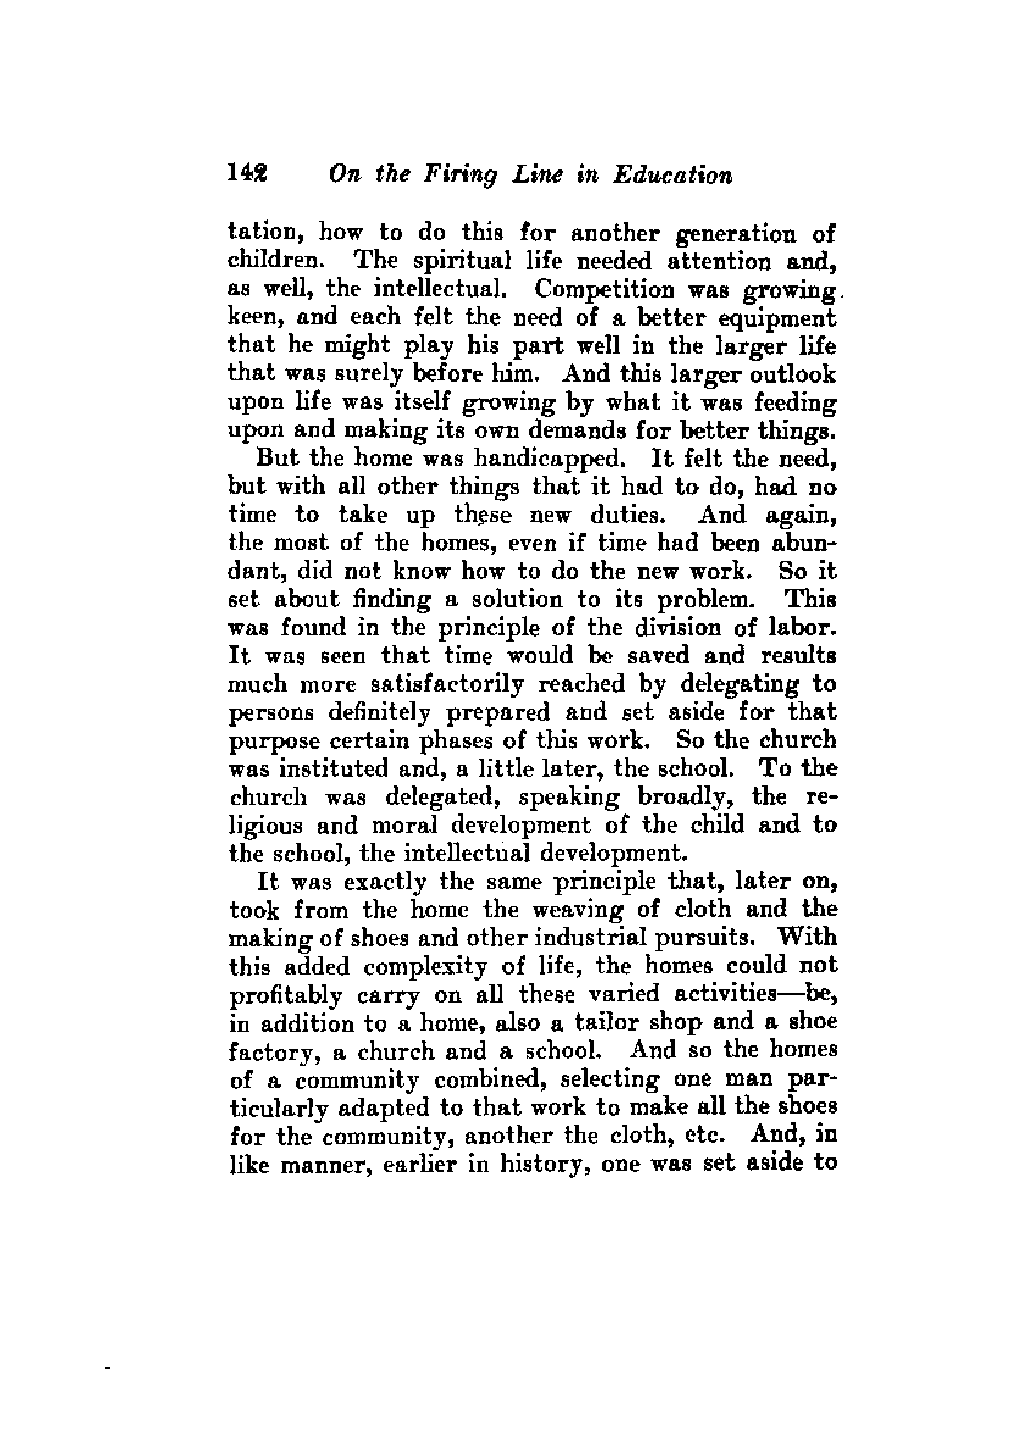 142 On the Firing Line in Education
tation, how to do this for another generation of
children. The spiritual life needed attention and,
as well, the intellectual. Competition was growing
keen, and each felt the need of a better equipment
that he might play his part well in the larger life
that was surely before him. And this larger outlook
upon life was itself growing by what it was feeding
upon and making its own demands for better things.
But the home was handicapped. It felt the need,
but with all other things that it had to do, had no
time to take up these new duties. And again,
the most of the homes, even if time had been abun-
dant, did not know how to do the new work. So it
set about finding a solution to its problem. This
was found in the principle of the division of labor.
It was seen that time would be saved and results
much more satisfactorily reached by delegating to
persons definitely prepared and set aside for that
purpose certain phases of this work. So the church
was instituted and, a little later, the school. To the
church was delegated, speaking broadly, the re-
ligious and moral development of the child and to
the school, the intellectual development.
It was exactly the same principle that, later on,
took from the home the weaving of cloth and the
making of shoes and other industrial pursuits. With
this added complexity of life, the homes could not
profitably carry on all these varied activities—be,
in addition to a home, also a tailor shop and a shoe
factory, a church and a school. And so the homes
of a community combined, selecting one man par-
ticularly adapted to that work to make all the shoes
for the community, another the cloth, etc. And, in
like manner, earlier in history, one was set aside to